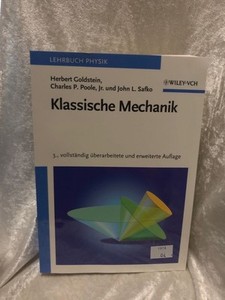 LEHRBUCH PHYSIK
WILEY-VCH
Herbert Goldstein,
Charles P. Poole, Jr. und John L. Safko
Klassische Mechanik
3., vollständig überarbeitete und erweiterte Auflage